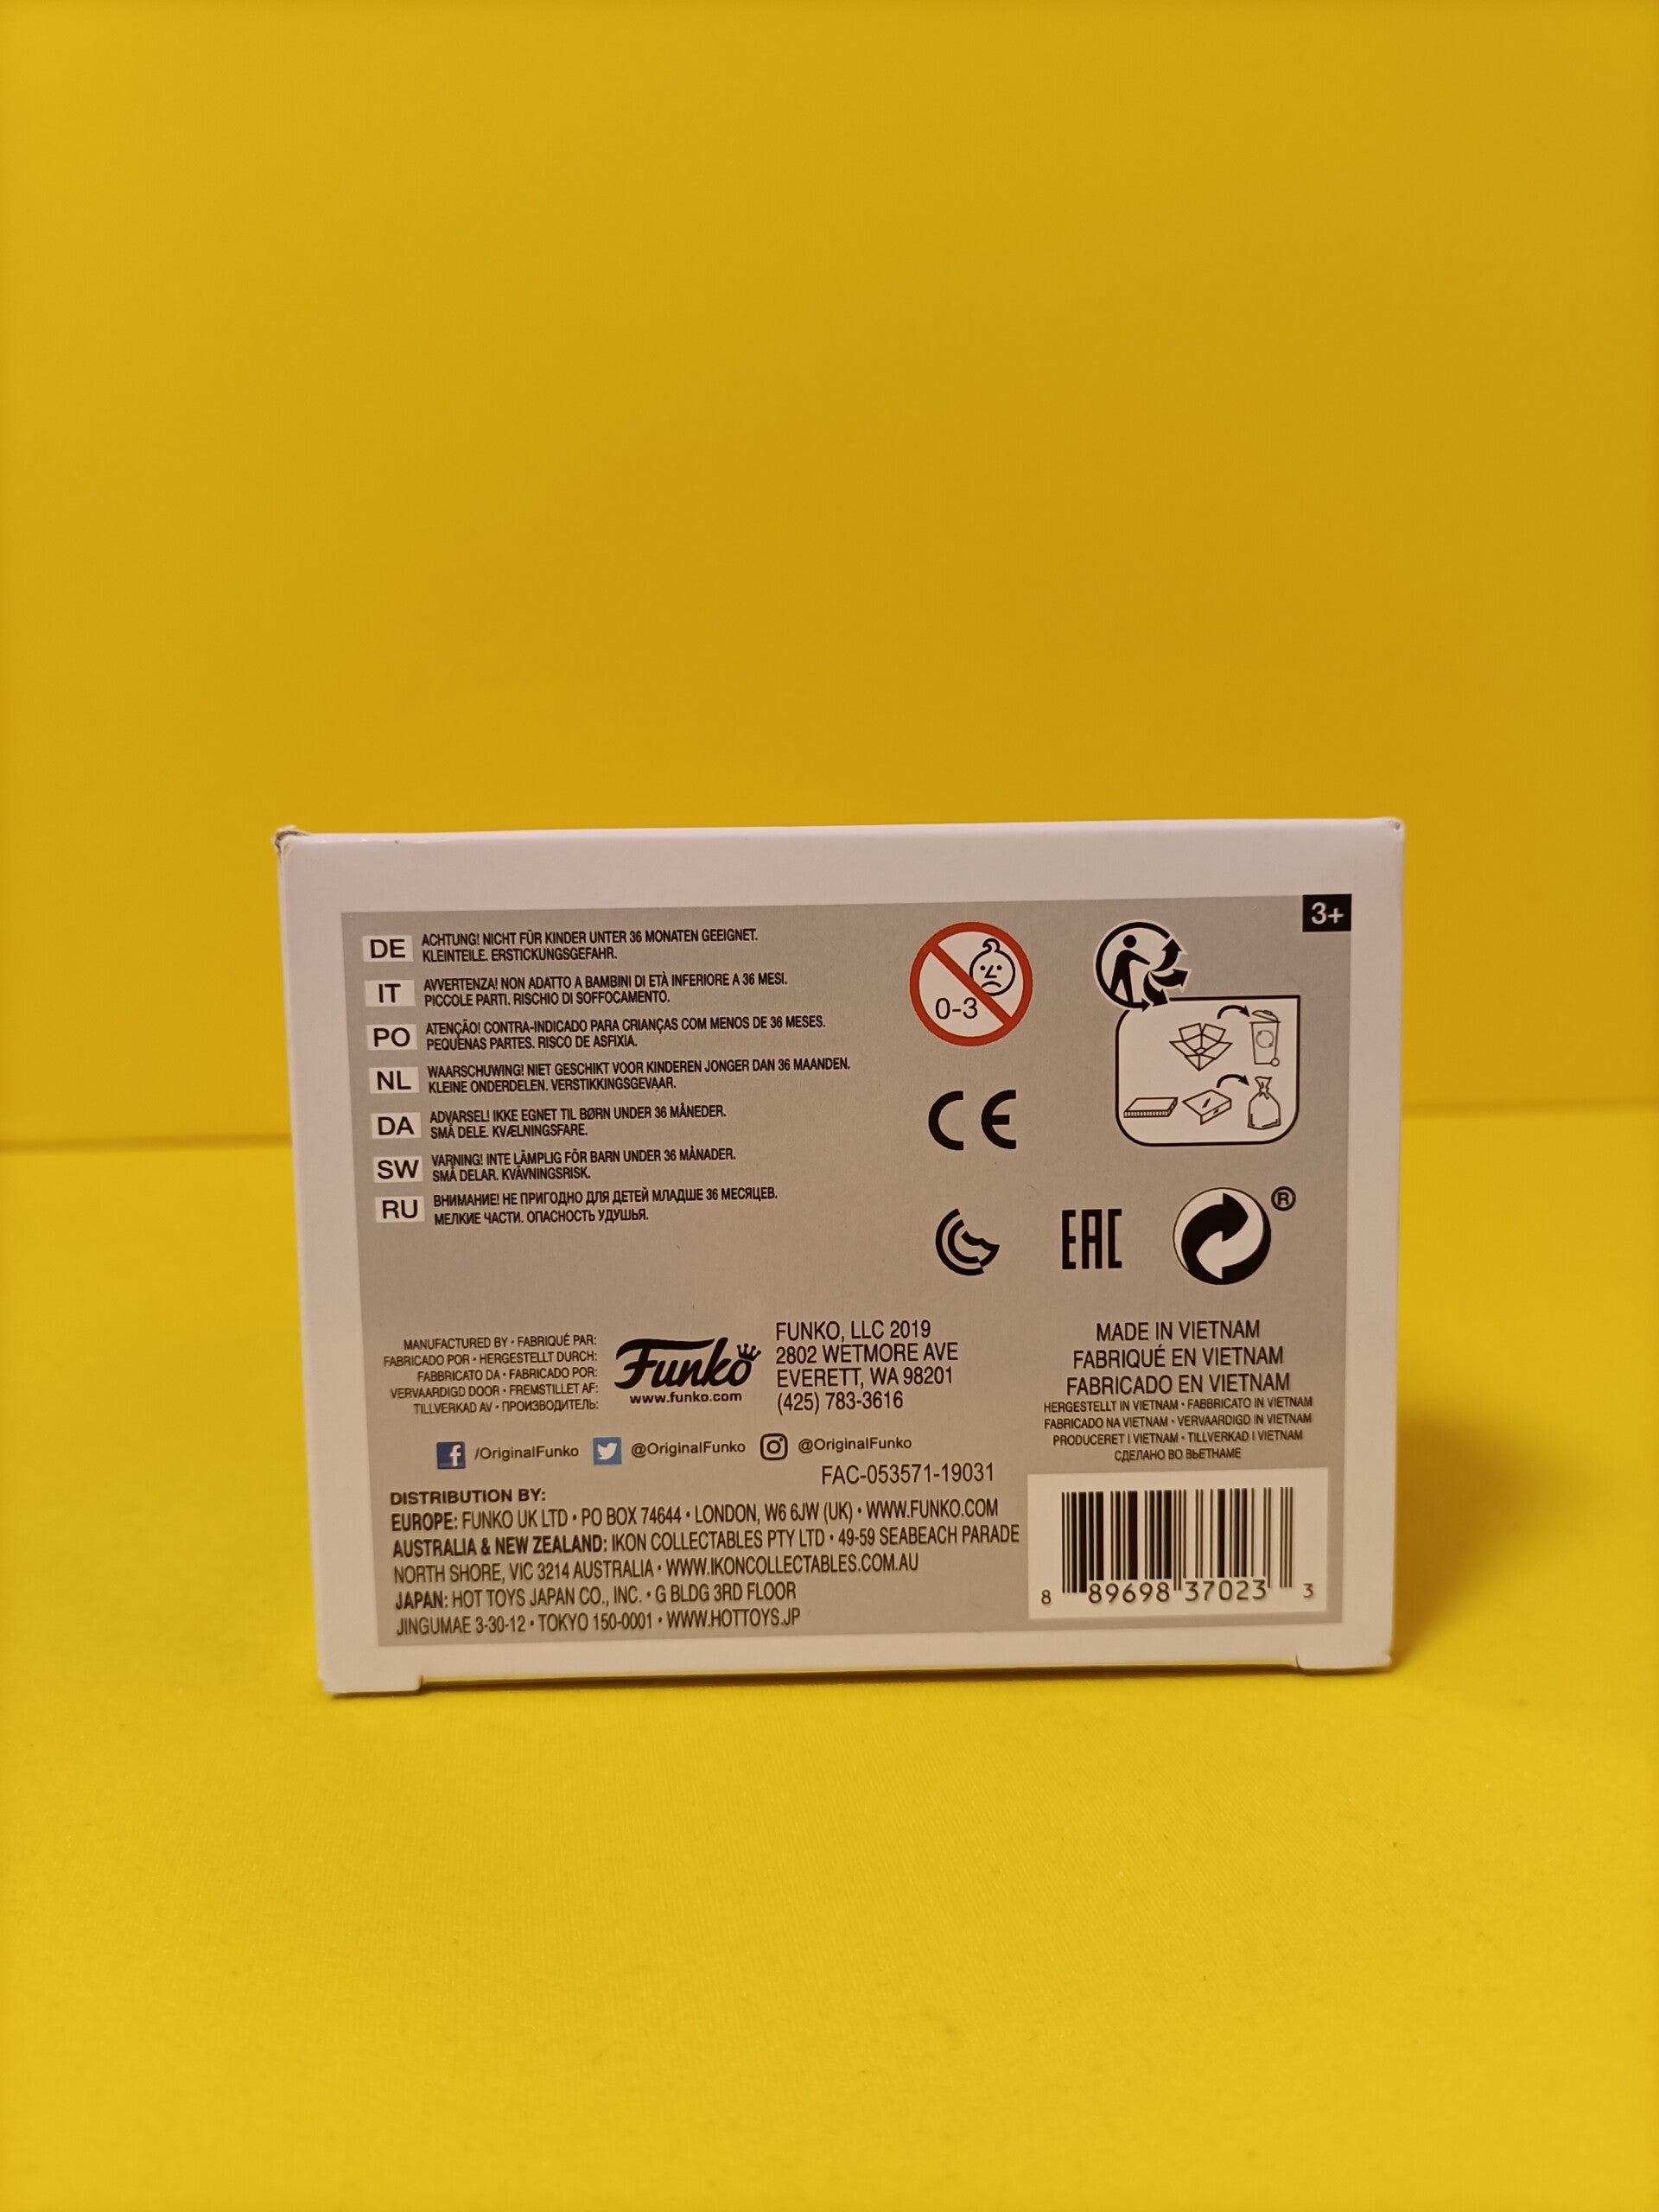 3+
DE
ACHTUNG! NICHT FÜR KINDER UNTER 36 MONATEN GEEIGNET.
KLEINTEILE. ERSTICKUNGSGEFAHR.
IT
AVVERTENZA! NON ADATTO A BAMBINI DI ETÀ INFERIORE A 36 MESI.
PICCOLE PARTI. RISCHIO DI SOFFOCAMENTO.
PO
ATENÇÃO! CONTRA-INDICADO PARA CRIANÇAS COM MENOS DE 36 MESES.
PEQUENAS PARTES. RISCO DE ASFIXIA.
NL
WAARSCHUWING! NIET GESCHIKT VOOR KINDEREN JONGER DAN 36 MAANDEN.
KLEINE ONDERDELEN. VERSTIKKINGSGEVAAR.
DA
ADVARSEL! IKKE EGNET TIL BØRN UNDER 36 MÅNEDER.
SMÅ DELE. KVÆLNINGSFARE.
SW
VARNING! INTE LÄMPLIG FÖR BARN UNDER 36 MÅNADER.
SMÅ DELAR. KVÄVNINGSRISK.
RU
ВНИМАНИЕ! НЕ ПРИГОДНО ДЛЯ ДЕТЕЙ МЛАДШЕ 36 МЕСЯЦЕВ.
МЕЛКИЕ ЧАСТИ. ОПАСНОСТЬ УДУШЬЯ.
0-3
CE
EAC
®
MANUFACTURED BY • FABRIQUÉ PAR:
FABRICADO POR • HERGESTELLT DURCH:
FABBRICATO DA • FABRICADO POR:
VERVAARDIGD DOOR • FREMSTILLET AF:
TILLVERKAD AV • ПРОИЗВОДИТЕЛЬ:
Funko
www.funko.com
FUNKO, LLC 2019
2802 WETMORE AVE
EVERETT, WA 98201
(425) 783-3616
MADE IN VIETNAM
FABRIQUÉ EN VIETNAM
FABRICADO EN VIETNAM
HERGESTELLT IN VIETNAM • FABBRICATO IN VIETNAM
FABRICADO NA VIETNAM • VERVAARDIGD IN VIETNAM
PRODUCERET I VIETNAM • TILLVERKAD I VIETNAM
СДЕЛАНО ВО ВЬЕТНАМЕ
f /OriginalFunko @OriginalFunko @OriginalFunko
FAC-053571-19031
DISTRIBUTION BY:
EUROPE: FUNKO UK LTD • PO BOX 74644 • LONDON, W6 6JW (UK) • WWW.FUNKO.COM
AUSTRALIA & NEW ZEALAND: IKON COLLECTABLES PTY LTD • 49-59 SEABEACH PARADE
NORTH SHORE, VIC 3214 AUSTRALIA • WWW.IKONCOLLECTABLES.COM.AU
JAPAN: HOT TOYS JAPAN CO., INC. • G BLDG 3RD FLOOR
JINGUMAE 3-30-12 • TOKYO 150-0001 • WWW.HOTTOYS.JP
8 89698 37023 3